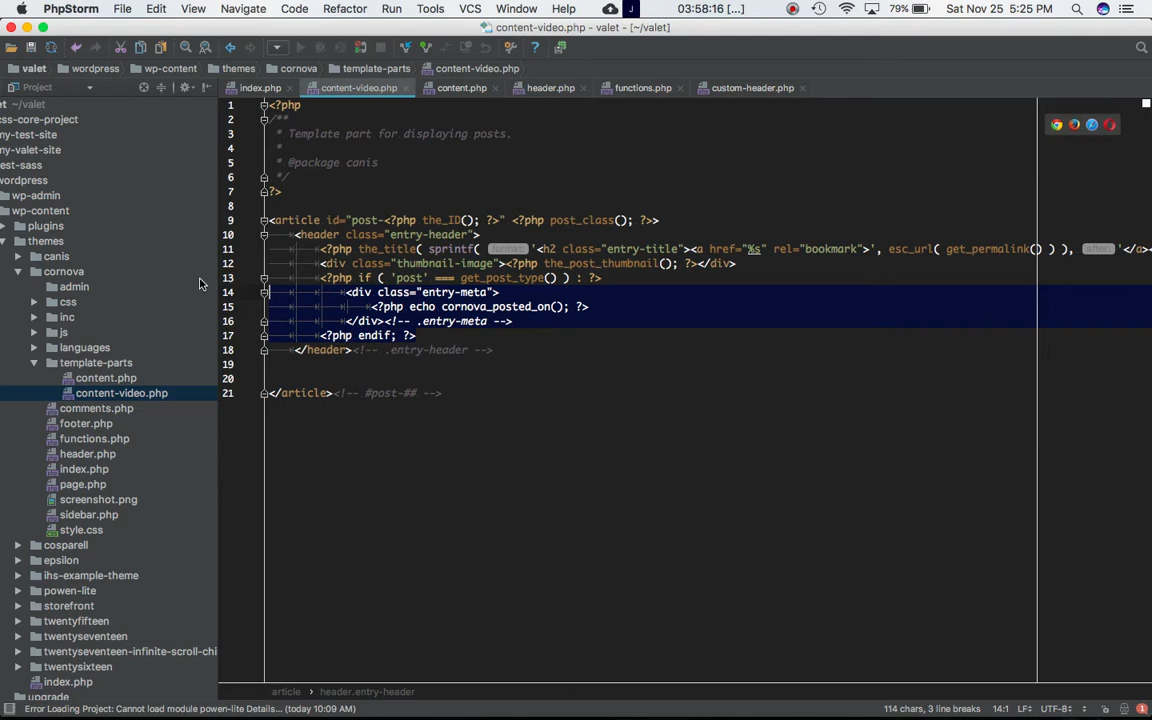 PhpStorm File Edit View Navigate Code Refactor Run Tools VCS Window Help J 03:58:16 [...] 79% Sat Nov 25 5:25 PM
content-video.php - valet - [~/valet]
valet wordpress wp-content themes cornova template-parts content-video.php
Project index.php content-video.php content.php header.php functions.php custom-header.php
et ~/valet
css-core-project
my-test-site
my-valet-site
est-sass
wordpress
wp-admin
wp-content
plugins
themes
canis
cornova
admin
css
inc
js
languages
template-parts
content.php
content-video.php
comments.php
footer.php
functions.php
header.php
index.php
page.php
screenshot.png
sidebar.php
style.css
cosparell
epsilon
ihs-example-theme
powen-lite
storefront
twentyfifteen
twentyseventeen
twentyseventeen-infinite-scroll-chi
twentysixteen
index.php
upgrade
1 <?php
2 /**
3 * Template part for displaying posts.
4 *
5 * @package canis
6 */
7 ?>
8
9 <article id="post-<?php the_ID(); ?>" <?php post_class(); ?>>
10 <header class="entry-header">
11 <?php the_title( sprintf( format: '<h2 class="entry-title"><a href="%s" rel="bookmark">', esc_url( get_permalink() ) ), after: '</a><
12 <div class="thumbnail-image"><?php the_post_thumbnail(); ?></div>
13 <?php if ( 'post' === get_post_type() ) : ?>
14 <div class="entry-meta">
15 <?php echo cornova_posted_on(); ?>
16 </div><!-- .entry-meta -->
17 <?php endif; ?>
18 </header><!-- .entry-header -->
19
20
21 </article><!-- #post-## -->
article header.entry-header
Error Loading Project: Cannot load module powen-lite Details... (today 10:09 AM) 114 chars, 3 line breaks 14:1 LF UTF-8 1